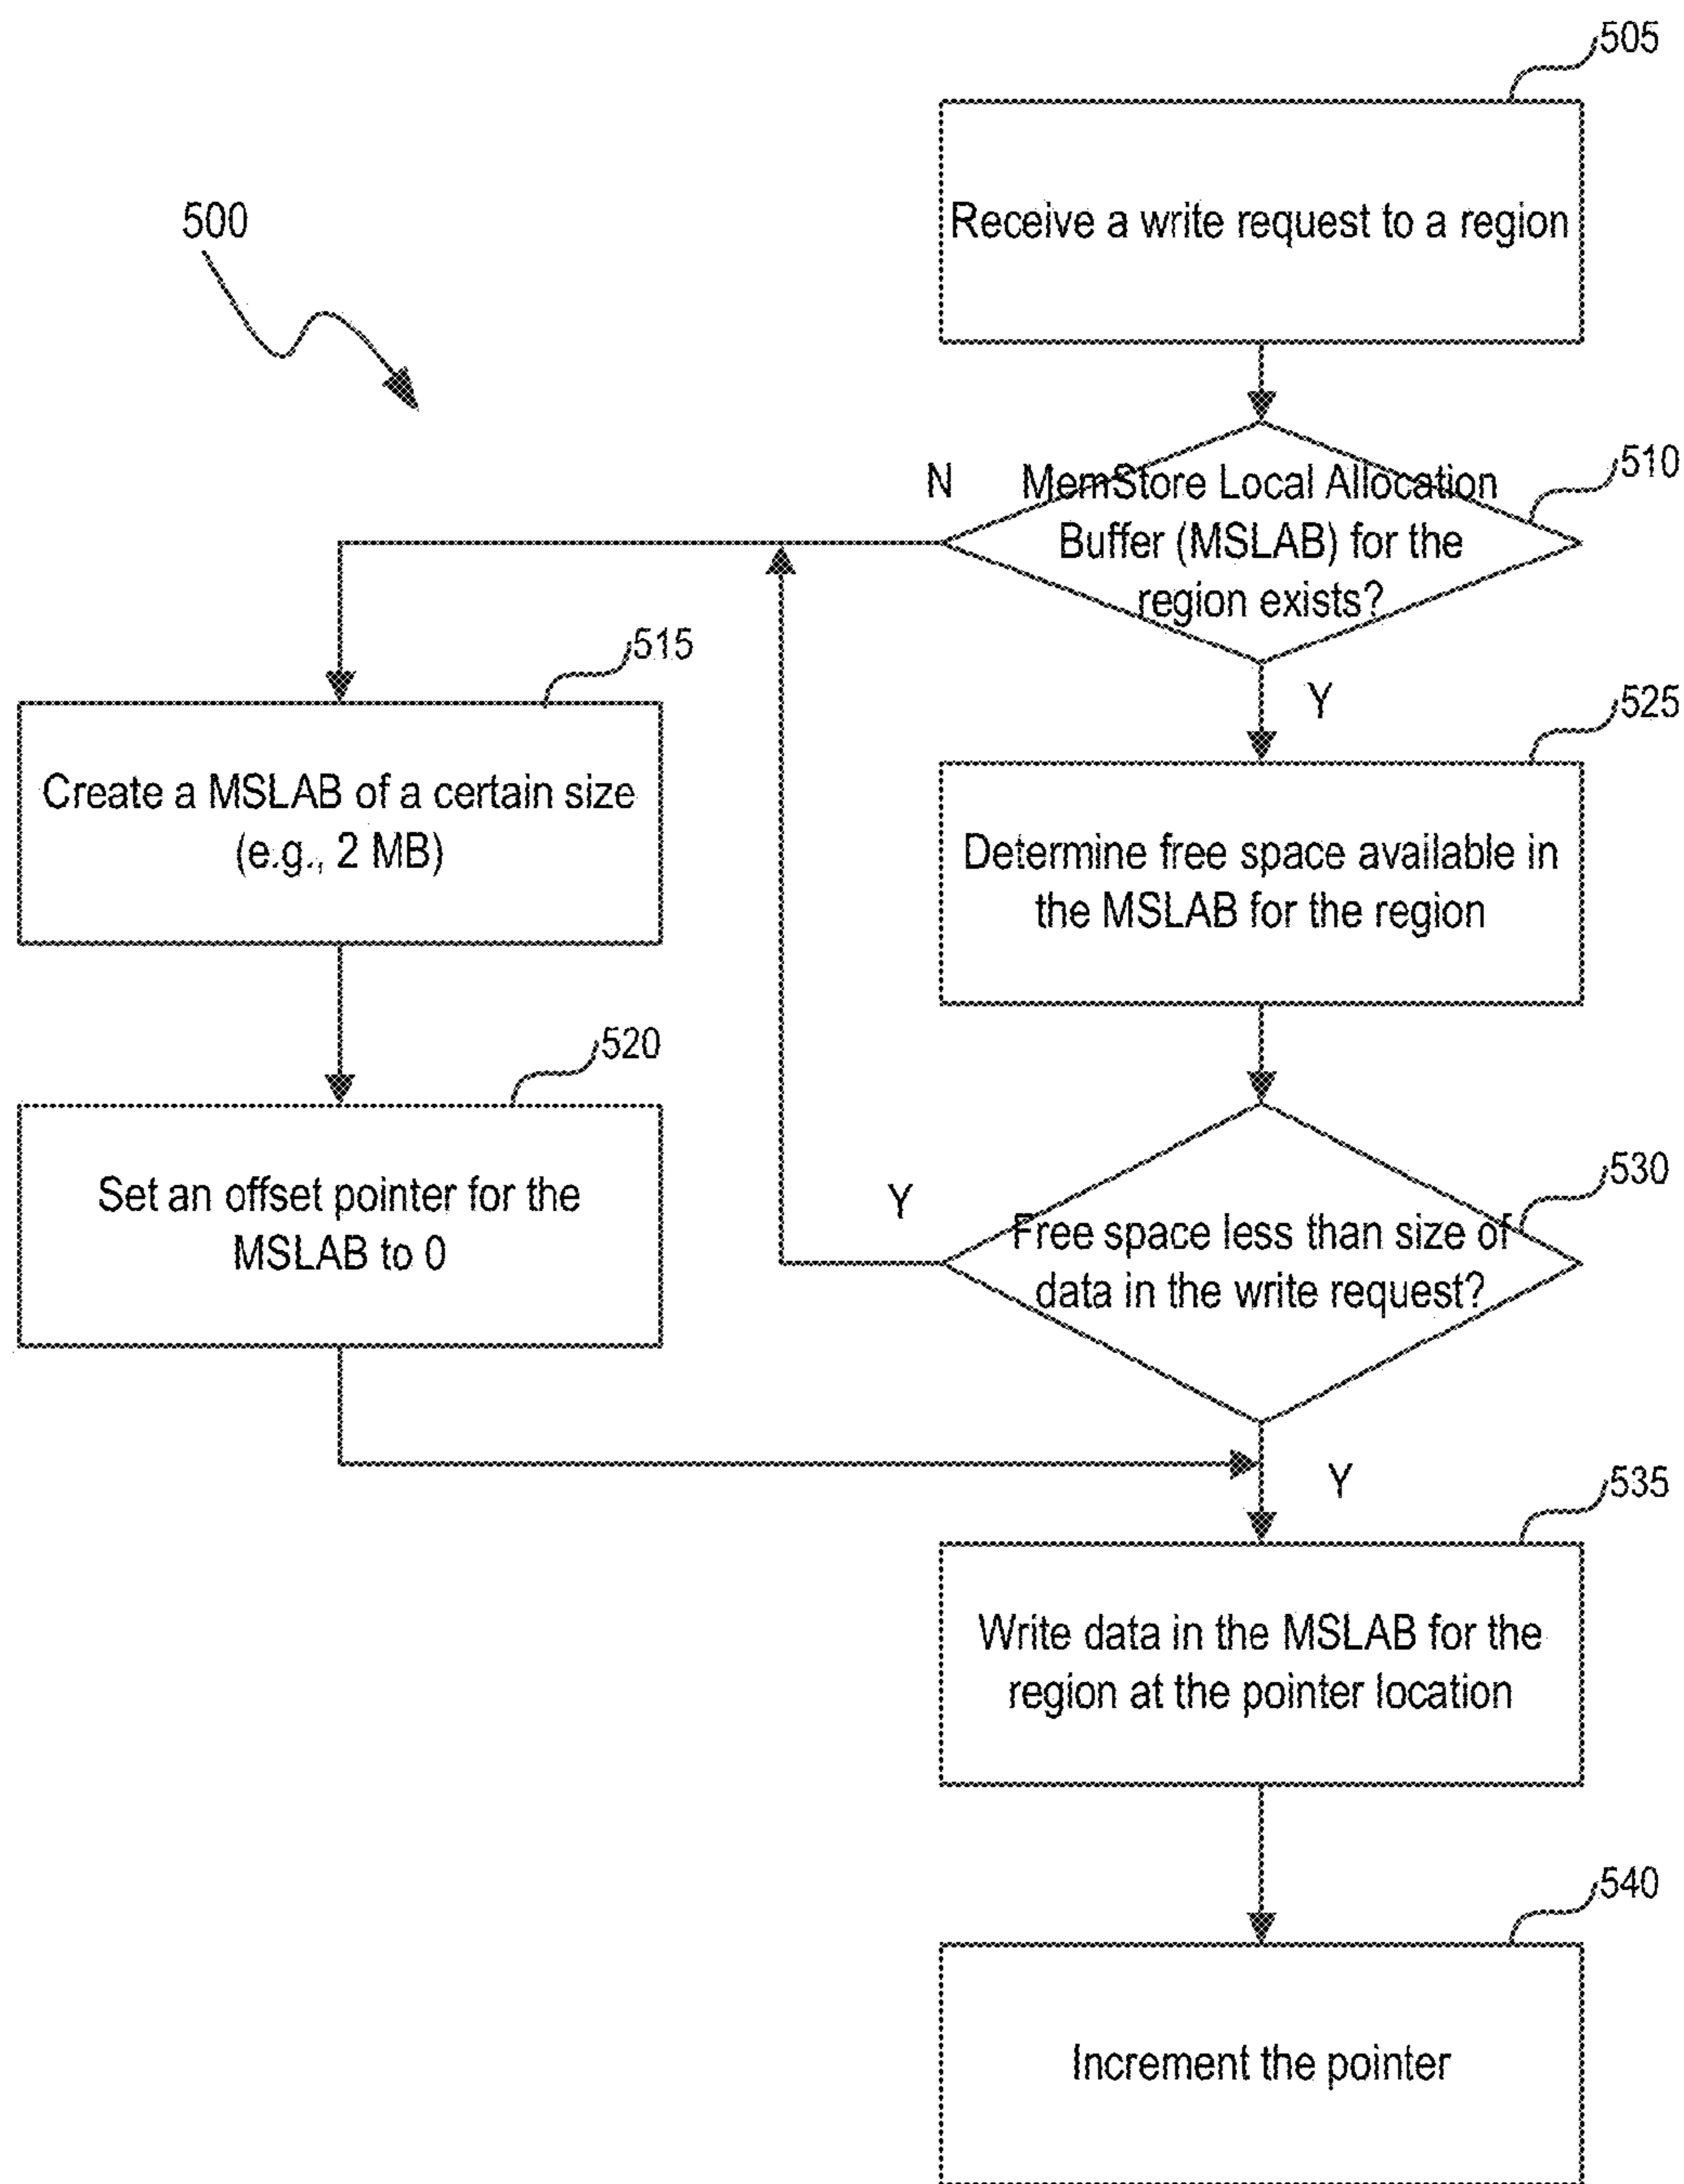 505
Receive a write request to a region
500
510
N
MemStore Local Allocation
Buffer (MSLAB) for the
region exists?
Y
515
Create a MSLAB of a certain size
(e.g., 2 MB)
525
Determine free space available in
the MSLAB for the region
520
Set an offset pointer for the
MSLAB to 0
530
Y
Free space less than size of
data in the write request?
Y
535
Write data in the MSLAB for the
region at the pointer location
540
Increment the pointer